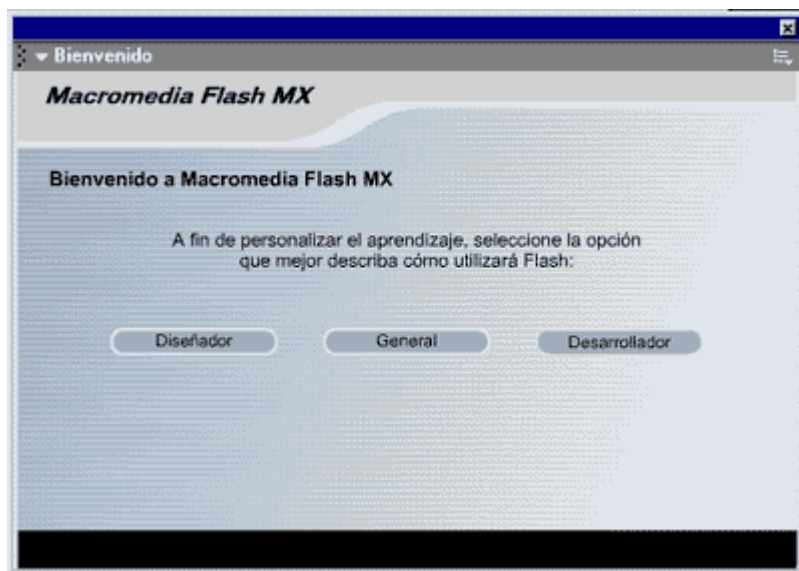 Bienvenido
Macromedia Flash MX
Bienvenido a Macromedia Flash MX
A fin de personalizar el aprendizaje, seleccione la opción
que mejor describa cómo utilizará Flash:
Diseñador
General
Desarrollador